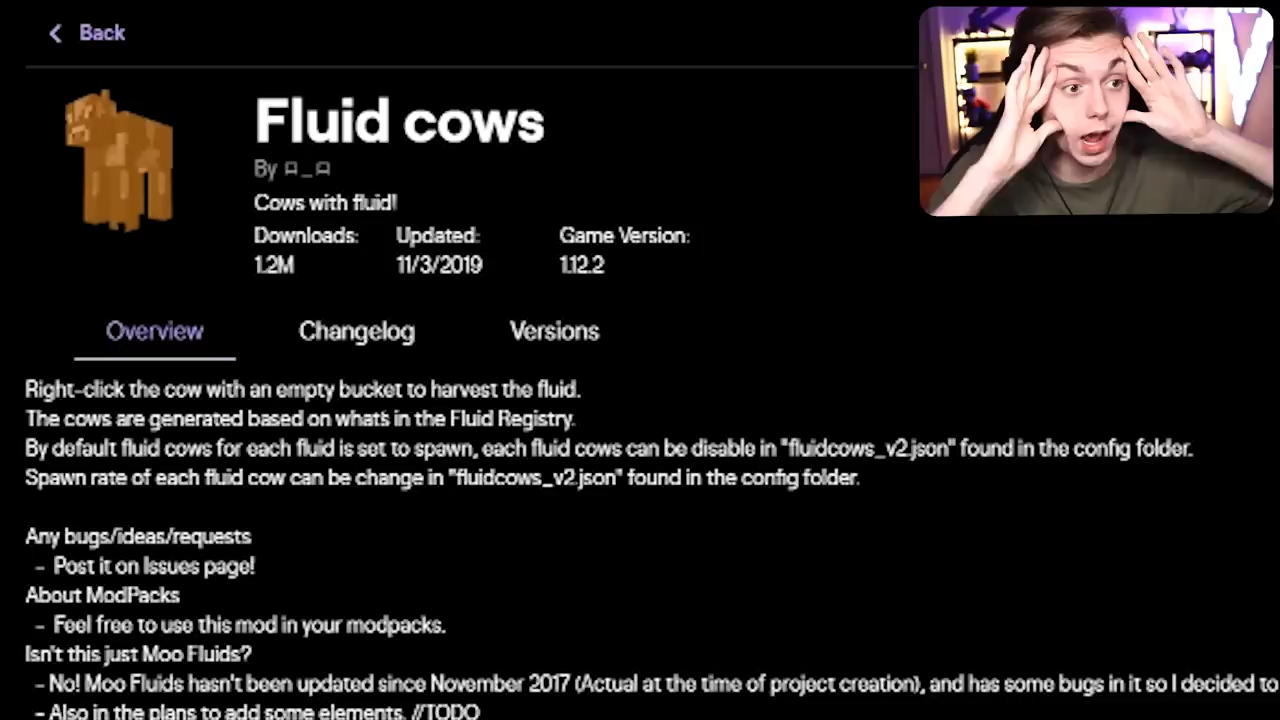 Back
Fluid cows
By ㅁ_ㅁ
Cows with fluid!
Downloads: Updated: Game Version:
1.2M 11/3/2019 1.12.2
Overview Changelog Versions
Right-click the cow with an empty bucket to harvest the fluid.
The cows are generated based on what's in the Fluid Registry.
By default fluid cows for each fluid is set to spawn, each fluid cows can be disable in "fluidcows_v2.json" found in the config folder.
Spawn rate of each fluid cow can be change in "fluidcows_v2.json" found in the config folder.
Any bugs/ideas/requests
- Post it on Issues page!
About ModPacks
- Feel free to use this mod in your modpacks.
Isn't this just Moo Fluids?
- No! Moo Fluids hasn't been updated since November 2017 (Actual at the time of project creation), and has some bugs in it so I decided to
- Also in the plans to add some elements. //TODO